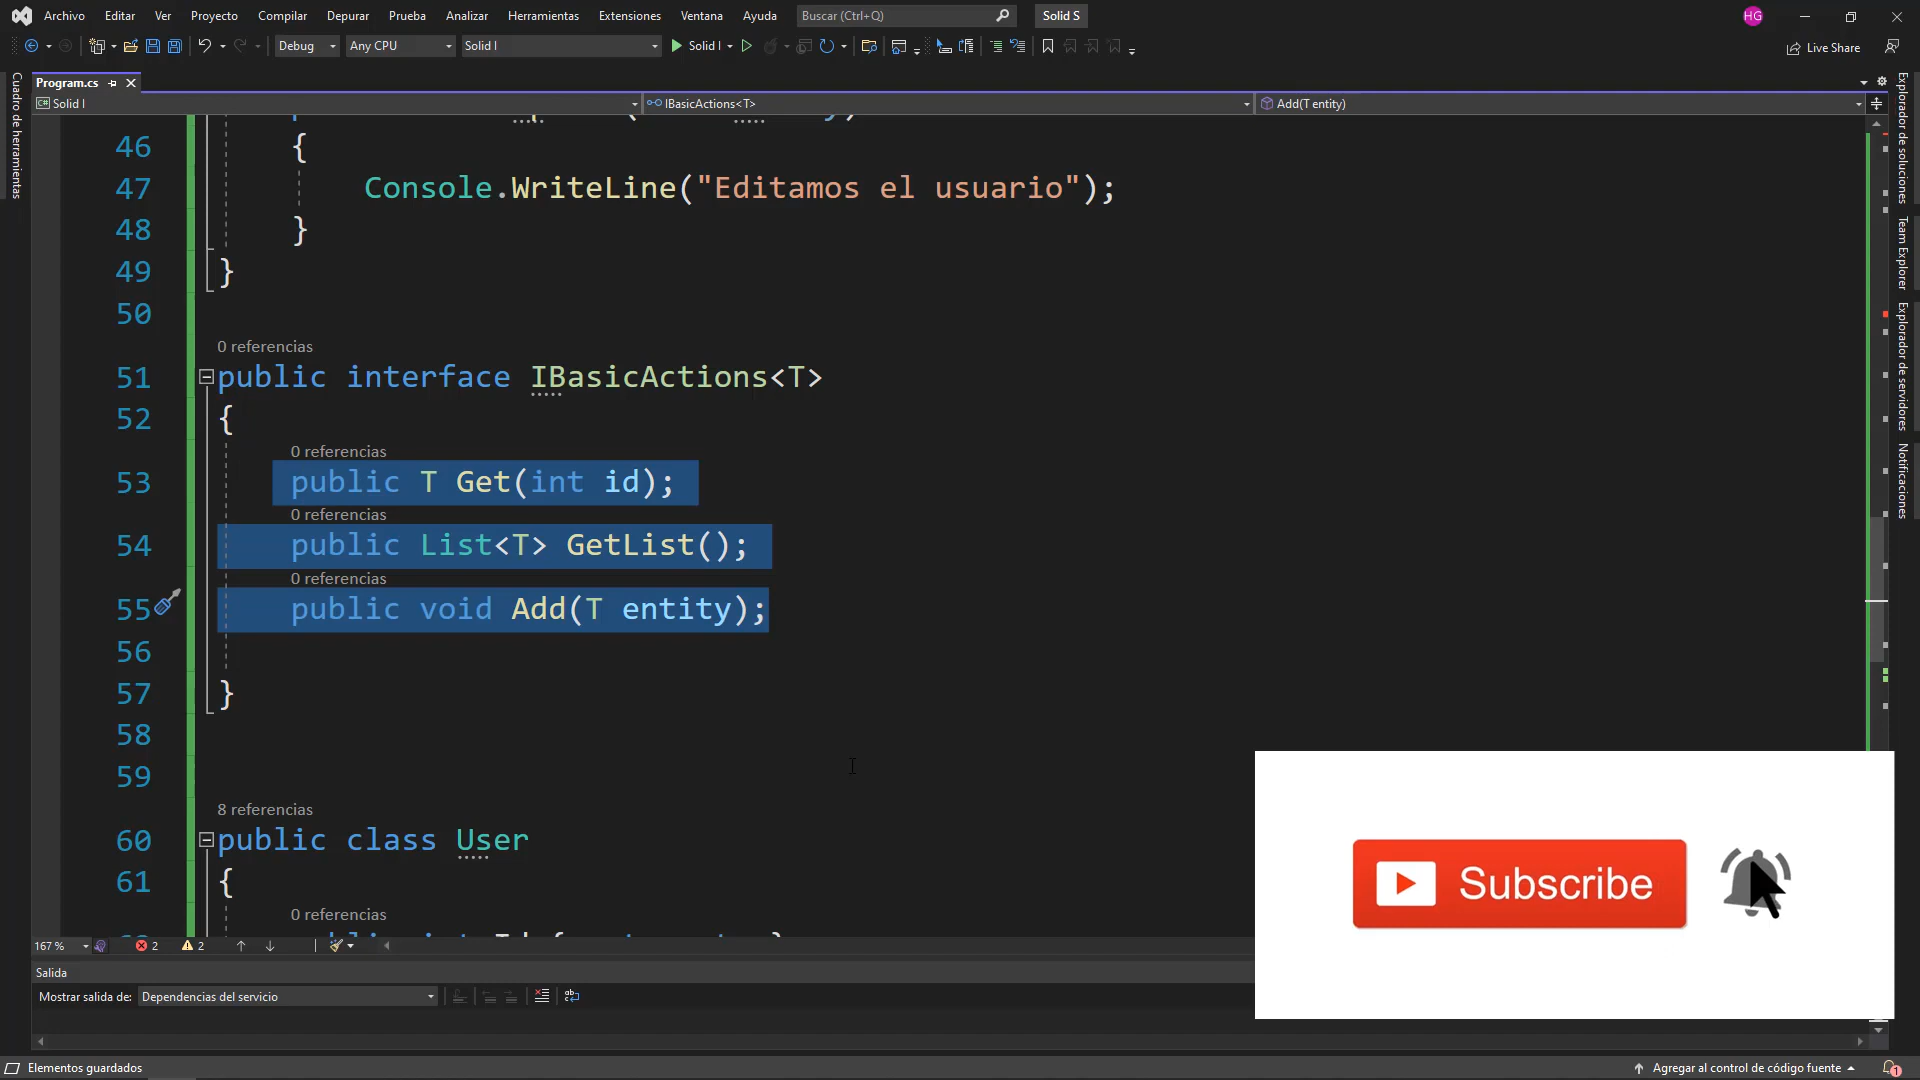 Archivo Editar Ver Proyecto Compilar Depurar Prueba Analizar Herramientas Extensiones Ventana Ayuda Buscar (Ctrl+Q) Solid S HG
Debug Any CPU Solid I Solid I Live Share
Program.cs
Solid I IBasicActions<T> Add(T entity)
Cuadro de herramientas
Explorador de soluciones
Team Explorer
Explorador de servidores
Notificaciones
46 {
47 Console.WriteLine("Editamos el usuario");
48 }
49 }
50
0 referencias
51 public interface IBasicActions<T>
52 {
0 referencias
53 public T Get(int id);
0 referencias
54 public List<T> GetList();
0 referencias
55 public void Add(T entity);
56
57 }
58
59
8 referencias
60 public class User
61 {
0 referencias
Subscribe
167 % 2 2
Salida
Mostrar salida de: Dependencias del servicio
Elementos guardados Agregar al control de código fuente 1